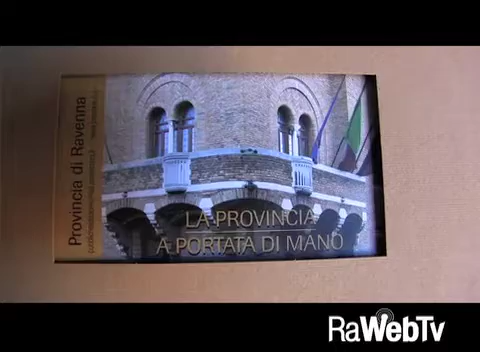 Provincia di Ravenna
LA PROVINCIA
A PORTATA DI MANO
RaWebTv